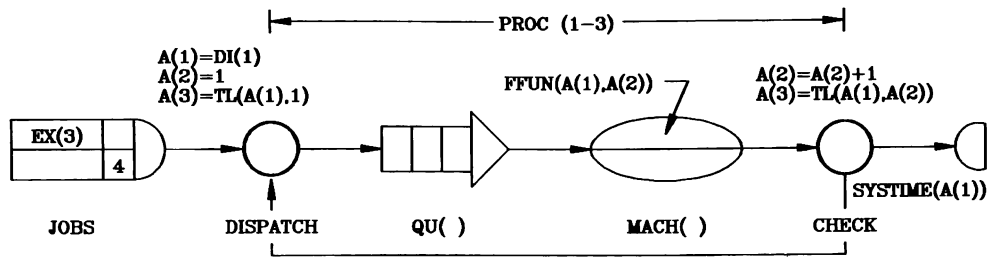 PROC (1-3)
A(1)=DI(1)
A(2)=1
A(3)=TL(A(1),1)
FFUN(A(1),A(2))
A(2)=A(2)+1
A(3)=TL(A(1),A(2))
EX(3)
4
SYSTIME(A(1))
JOBS
DISPATCH
QU( )
MACH( )
CHECK